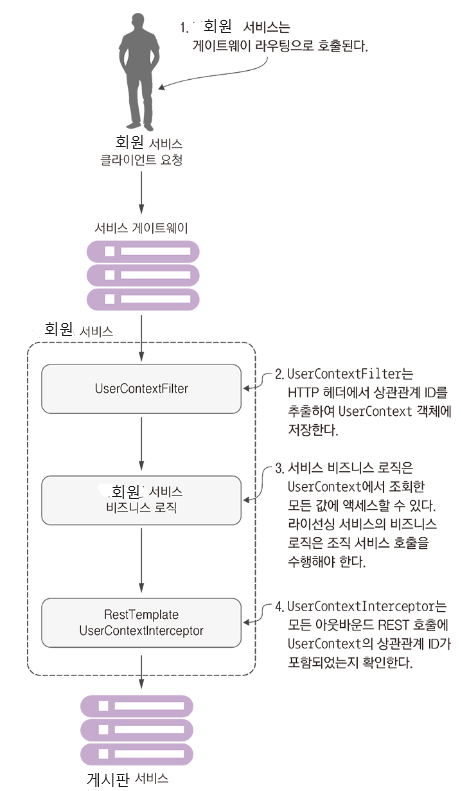 1. 회원 서비스는
게이트웨이 라우팅으로 호출된다.
회원 서비스
클라이언트 요청
서비스 게이트웨이
회원 서비스
UserContextFilter
2. UserContextFilter는
HTTP 헤더에서 상관관계 ID를
추출하여 UserContext 객체에
저장한다.
회원 서비스
비즈니스 로직
3. 서비스 비즈니스 로직은
UserContext에서 조회한
모든 값에 액세스할 수 있다.
라이선싱 서비스의 비즈니스
로직은 조직 서비스 호출을
수행해야 한다.
RestTemplate
UserContextInterceptor
4. UserContextInterceptor는
모든 아웃바운드 REST 호출에
UserContext의 상관관계 ID가
포함되었는지 확인한다.
게시판 서비스